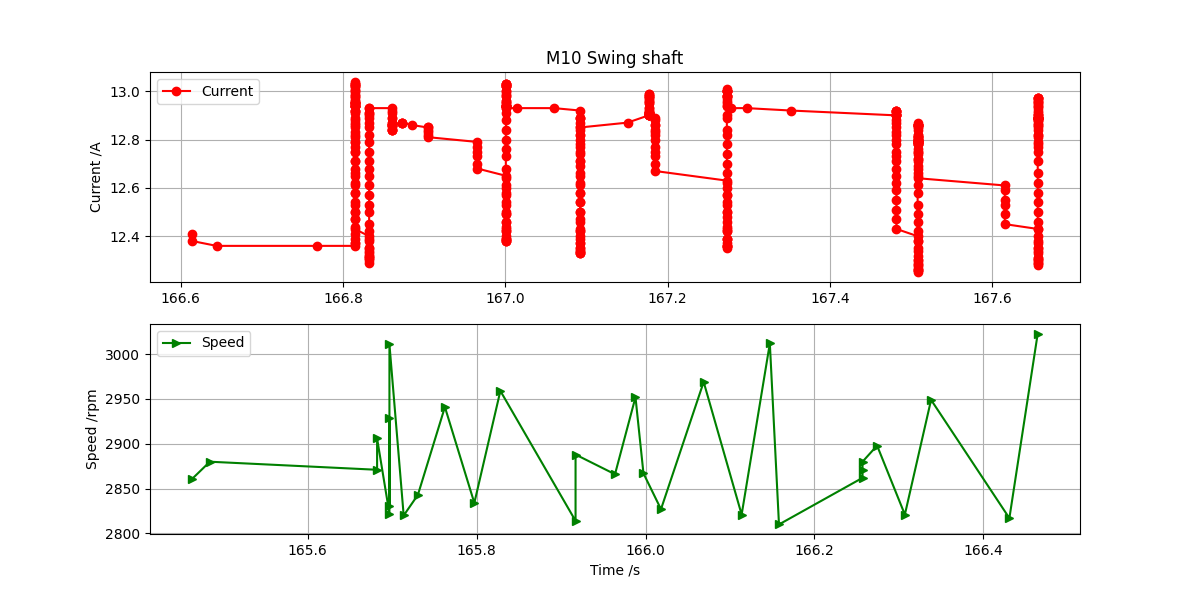 M10 Swing shaft
Current /A
13.0
12.8
12.6
12.4
Current
166.6 166.8 167.0 167.2 167.4 167.6
Speed /rpm
3000
2950
2900
2850
2800
Speed
165.6 165.8 166.0 166.2 166.4
Time /s